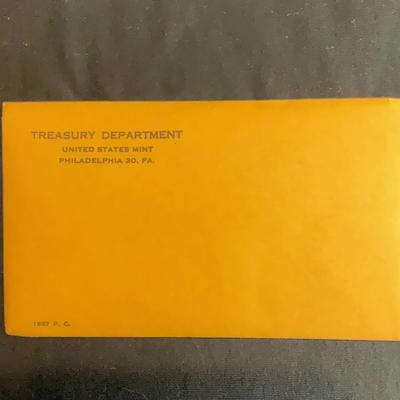 TREASURY DEPARTMENT
UNITED STATES MINT
PHILADELPHIA 30, PA.
1957 P. C.